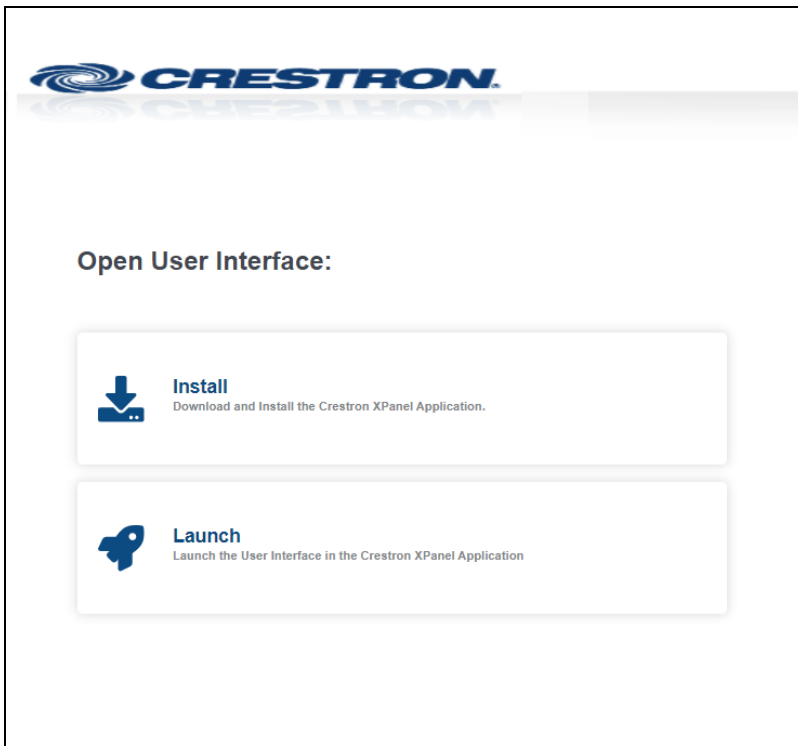 CRESTRON.
Open User Interface:
Install
Download and Install the Crestron XPanel Application.
Launch
Launch the User Interface in the Crestron XPanel Application